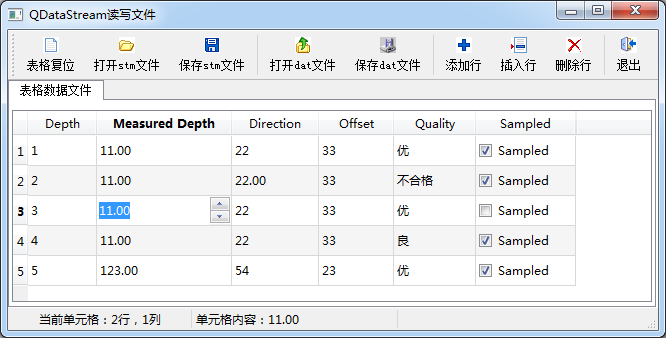 QDataStream读写文件
表格复位 打开stm文件 保存stm文件 打开dat文件 保存dat文件 添加行 插入行 删除行 退出
表格数据文件
Depth Measured Depth Direction Offset Quality Sampled
1 1 11.00 22 33 优 Sampled
2 2 11.00 22.00 33 不合格 Sampled
3 3 11.00 22 33 优 Sampled
4 4 11.00 22 33 良 Sampled
5 5 123.00 54 23 优 Sampled
当前单元格：2行，1列 单元格内容：11.00